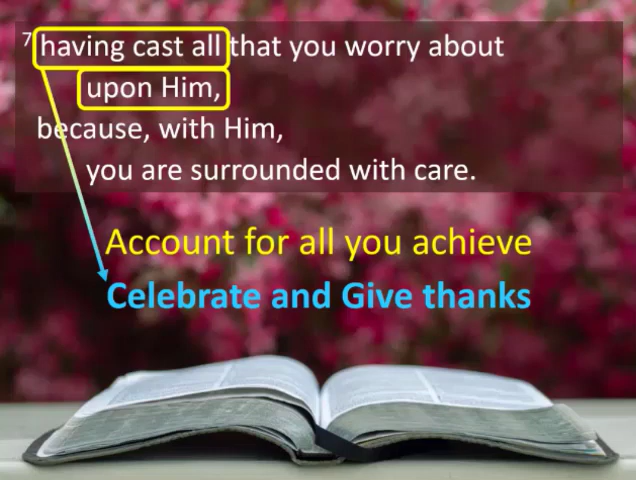 7 having cast all that you worry about
upon Him,
because, with Him,
you are surrounded with care.
Account for all you achieve
Celebrate and Give thanks